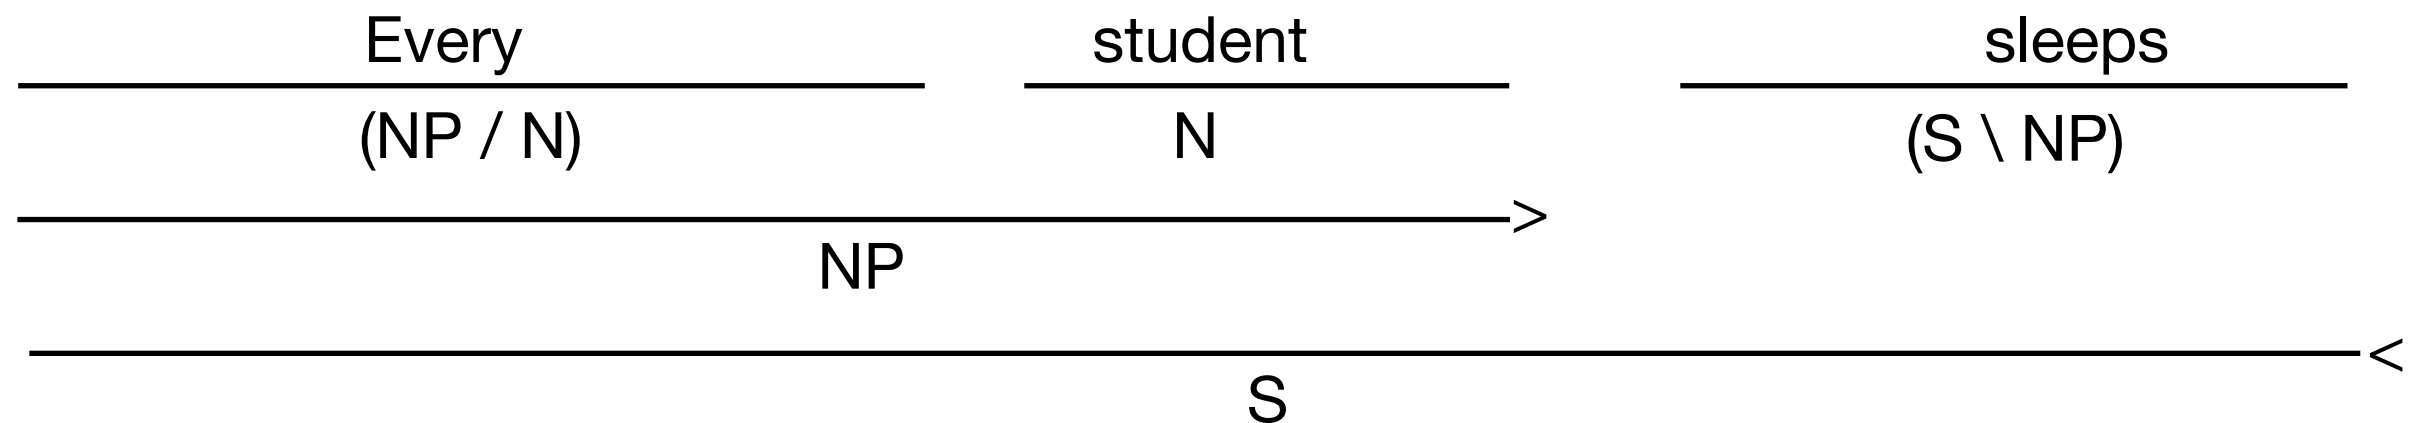 Every student sleeps
(NP / N) N (S \ NP)
>
NP
<
S